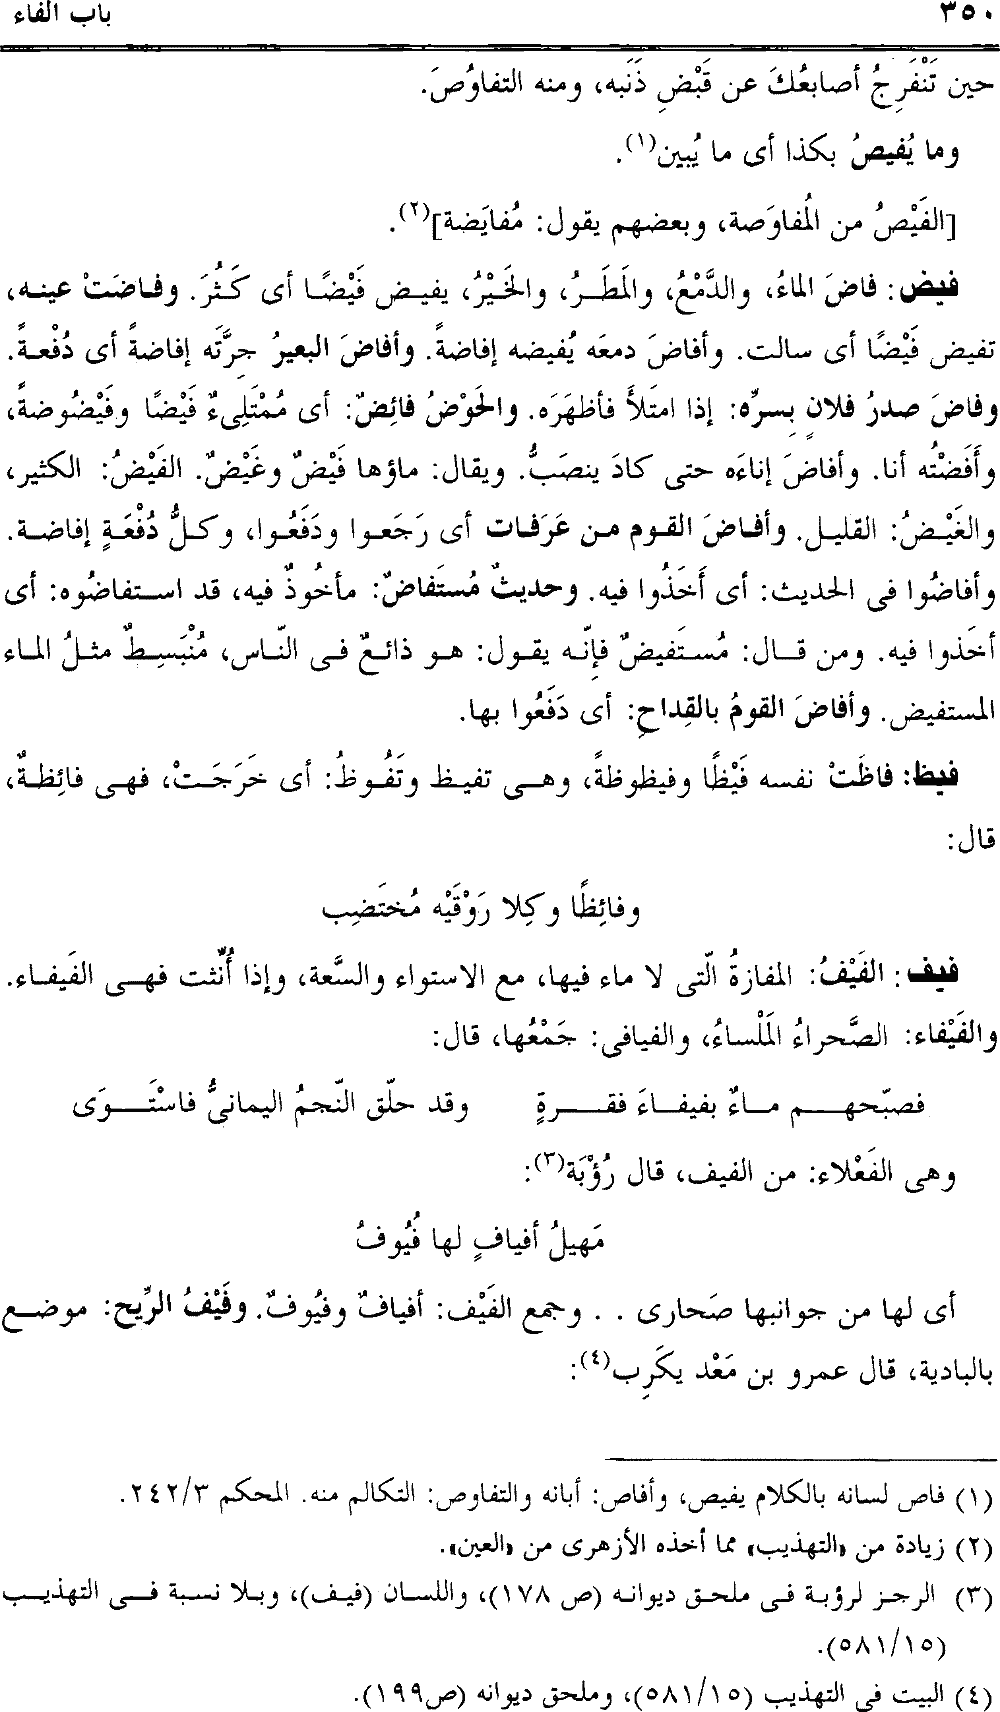 ٣٥٠ باب الفاء
حين تَنْفَرِجُ أصابعُكَ عن قَبْضِ ذَنَبه، ومنه التفاوُصَ.
وما يُفيصُ بكذا أى ما يُبين(١).
[الفَيْصُ من المُفاوَصة، وبعضهم يقول: مُفايَضة](٢).
فيض: فاضَ الماءُ، والدَّمْعُ، والمَطَرُ، والخَيْرُ، يفيض فَيْضًا أى كَثُرَ. وفاضَتْ عينه،
تفيض فَيْضًا أى سالت. وأفاضَ دمعَه يُفيضه إفاضةً. وأفاضَ البعيرُ جِرَّتَه إفاضةً أى دُفْعةً.
وفاضَ صدرُ فلانٍ بِسرِّه: إذا امتَلأَ فأظهَرَه. والحَوْضُ فائِضٌ: أى مُمْتَلِىءٌ فَيْضًا وفَيْضُوضةً،
وأَفَضْتُه أنا. وأفاضَ إناءَه حتى كادَ ينصَبُّ. ويقال: ماؤها فَيْضٌ وغَيْضٌ. الفَيْضُ: الكثير،
والغَيْضُ: القليل. وأفاضَ القوم من عَرَفات أى رَجَعوا ودَفَعُوا، وكلُّ دُفْعَةٍ إفاضة.
وأفاضُوا فى الحديث: أى أَخَذُوا فيه. وحديثٌ مُستَفاضٌ: مأخُوذٌ فيه، قد استفاضُوه: أى
أخَذوا فيه. ومن قال: مُستَفيضٌ فإنّه يقول: هو ذائعٌ فى النّاس، مُنْبَسِطٌ مثلُ الماء
المستفيض. وأفاضَ القومُ بالقِداحِ: أى دَفَعُوا بها.
فيظ: فاظَتْ نفسه فَيْظًا وفيظوظةً، وهى تفيظ وتَفُوظُ: أى خَرَجَتْ، فهى فائِظةٌ،
قال:
وفائِظًا وكِلا رَوْقَيْه مُختَضِب
فيف: الفَيْفُ: المفازةُ الّتى لا ماء فيها، مع الاستواء والسَّعة، وإذا أُنّثت فهى الفَيفاء.
والفَيْفاء: الصَّحراءُ المَلْساءُ، والفيافى: جَمْعُها، قال:
فصبّحهم ماءٌ بفيفاءَ فقرةٍ وقد حلّق النّجمُ اليمانىُّ فاسْتَوَى
وهى الفَعْلاء: من الفيف، قال رُؤْبَة(٣):
مَهيلُ أفيافٍ لها فُيُوفُ
أى لها من جوانبها صَحارى . . وجمع الفَيْف: أفيافٌ وفيُوفٌ. وفَيْفُ الرِّيح: موضع
بالبادية، قال عمرو بن مَعْد يكَرِب(٤):
(١) فاص لسانه بالكلام يفيص، وأفاص: أبانه والتفاوص: التكالم منه. المحكم ٢٤٢/٣.
(٢) زيادة من «التهذيب» مما أخذه الأزهرى من «العين».
(٣) الرجز لرؤبة فى ملحق ديوانه (ص ١٧٨)، واللسان (فيف)، وبلا نسبة فى التهذيب
(٥٨١/١٥).
(٤) البيت فى التهذيب (٥٨١/١٥)، وملحق ديوانه (ص١٩٩).